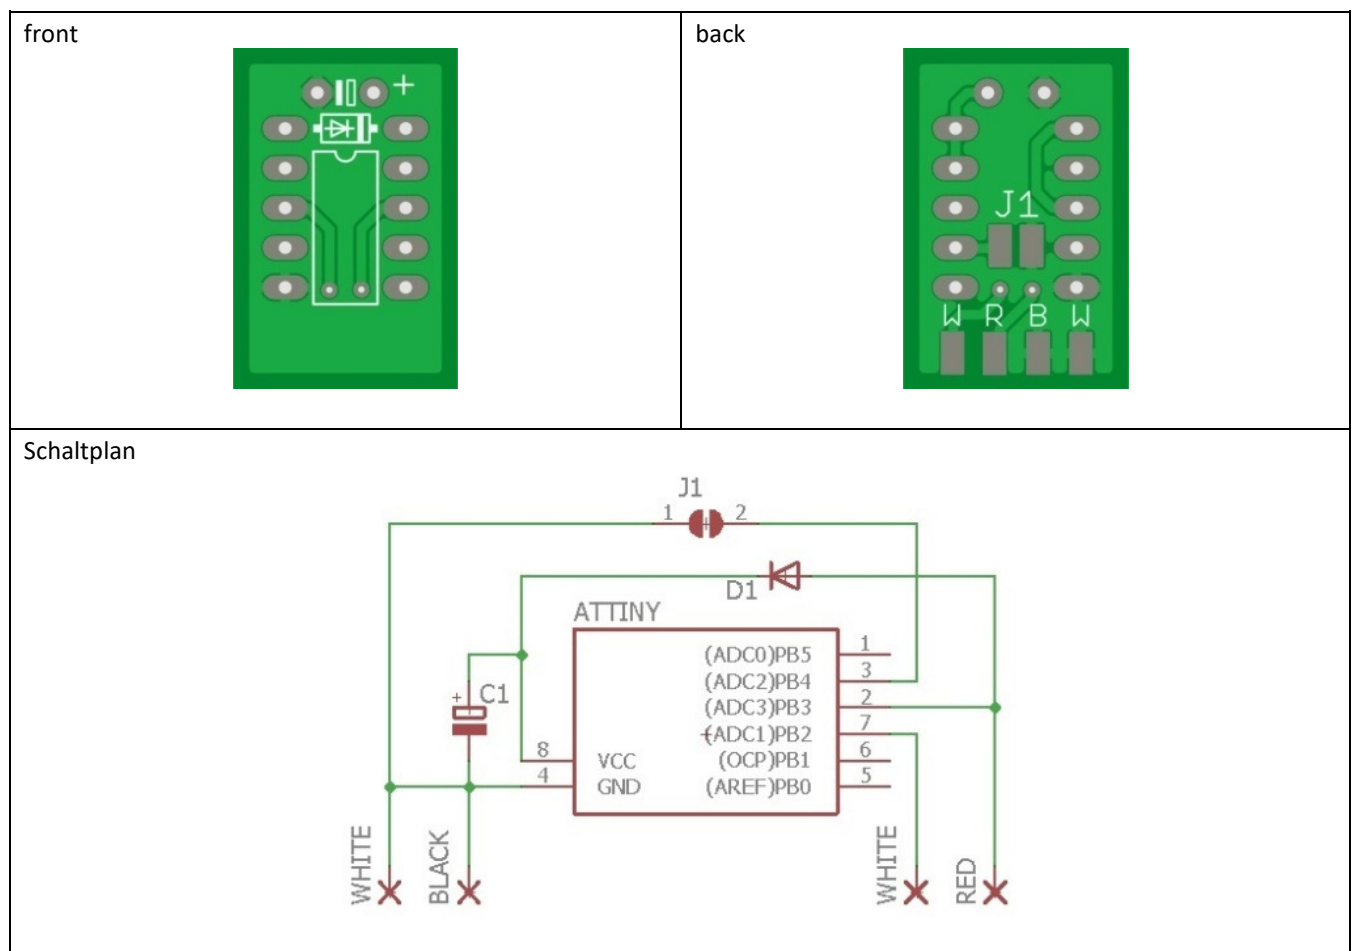 front
back
+
J1
W R B W
Schaltplan
J1
1 2
D1
ATTINY
(ADC0)PB5 1
(ADC2)PB4 3
+ C1
(ADC3)PB3 2
(ADC1)PB2 7
8 VCC (OCP)PB1 6
4 GND (AREF)PB0 5
WHITE
BLACK
WHITE
RED